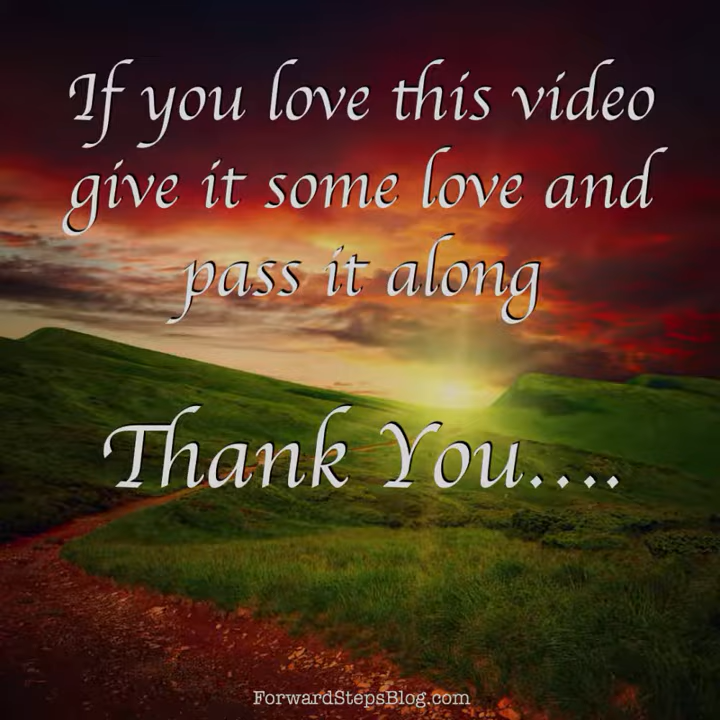 If you love this video
give it some love and
pass it along
Thank You....
ForwardStepsBlog.com